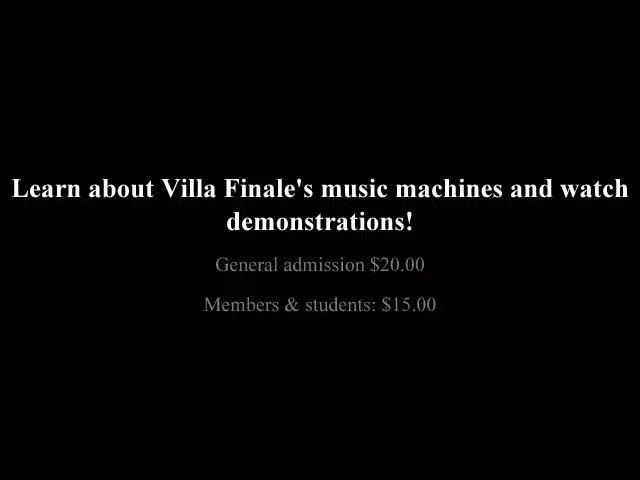 Learn about Villa Finale's music machines and watch
demonstrations!
General admission $20.00
Members & students: $15.00